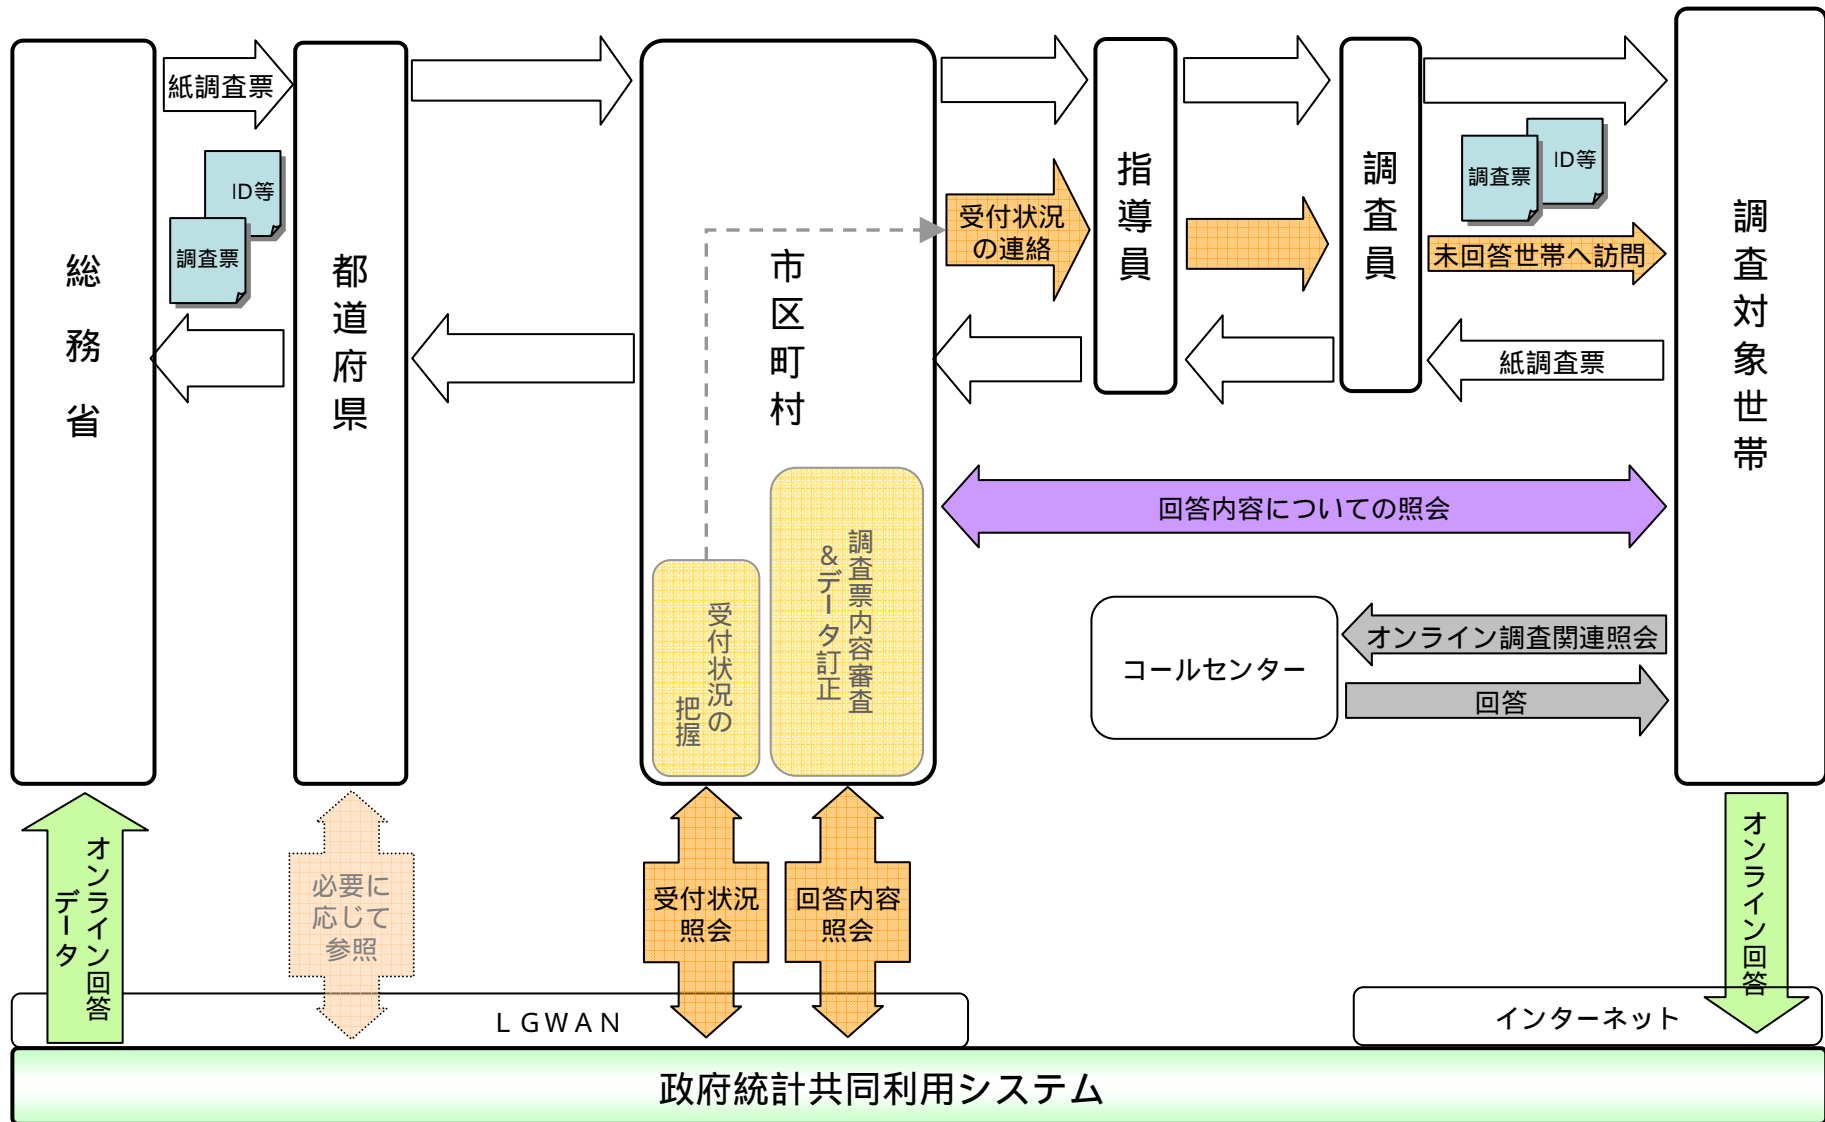 紙調査票
ID等
調査票
総務省
都道府県
市区町村
受付状況
の連絡
指導員
調査員
調査票
ID等
未回答世帯へ訪問
紙調査票
調査対象世帯
回答内容についての照会
受付状況の
把握
調査票内容審査
&データ訂正
コールセンター
オンライン調査関連照会
回答
オンライン回答
データ
必要に
応じて
参照
受付状況
照会
回答内容
照会
オンライン回答
LGWAN
インターネット
政府統計共同利用システム